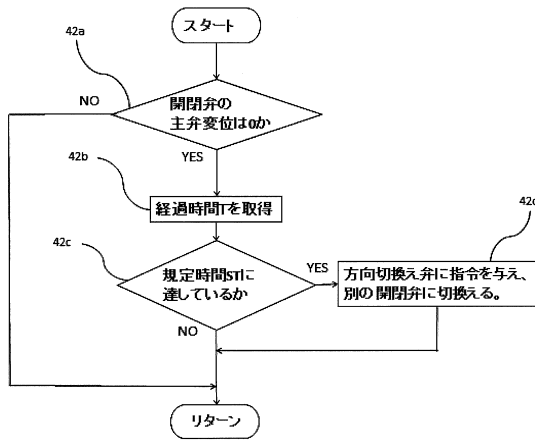 スタート
42a
NO
開閉弁の
主弁変位は0か
YES
42b
経過時間Tを取得
42c
規定時間STに
達しているか
YES
42d
方向切換え弁に指令を与え、
別の開閉弁に切換える。
NO
リターン